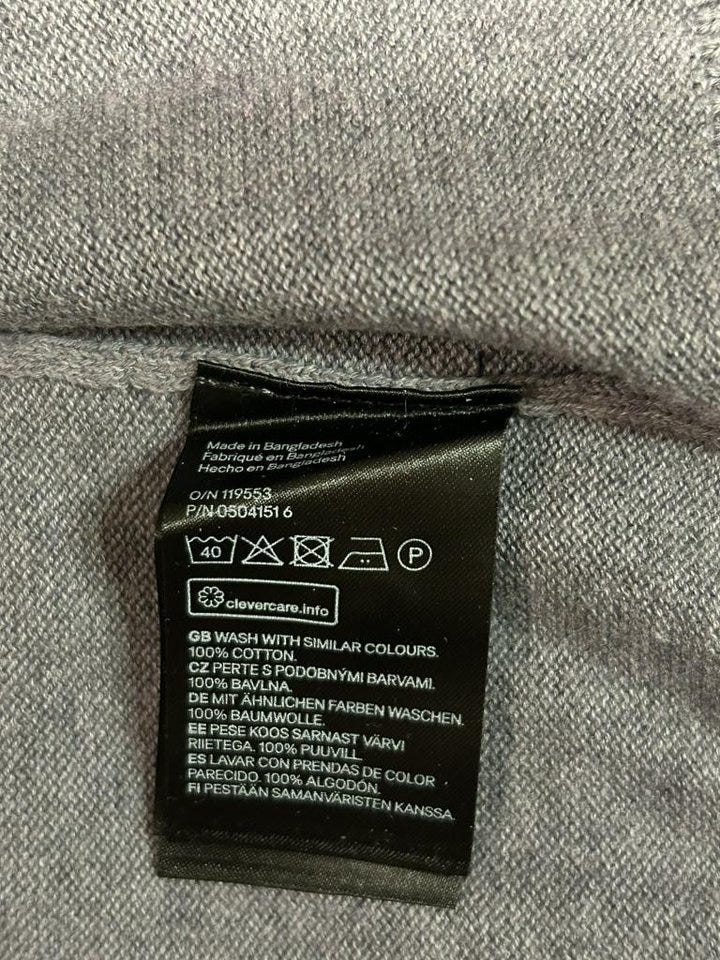 Made in Bangladesh
Fabriqué en Bangladesh
Hecho en Bangladesh
O/N 119553
P/N 0504151 6
40
P
clevercare.info
GB WASH WITH SIMILAR COLOURS.
100% COTTON.
CZ PERTE S PODOBNÝMI BARVAMI.
100% BAVLNA.
DE MIT ÄHNLICHEN FARBEN WASCHEN.
100% BAUMWOLLE.
EE PESE KOOS SARNAST VÄRVI
RIIETEGA. 100% PUUVILL.
ES LAVAR CON PRENDAS DE COLOR
PARECIDO. 100% ALGODÓN.
FI PESTÄÄN SAMANVÄRISTEN KANSSA.